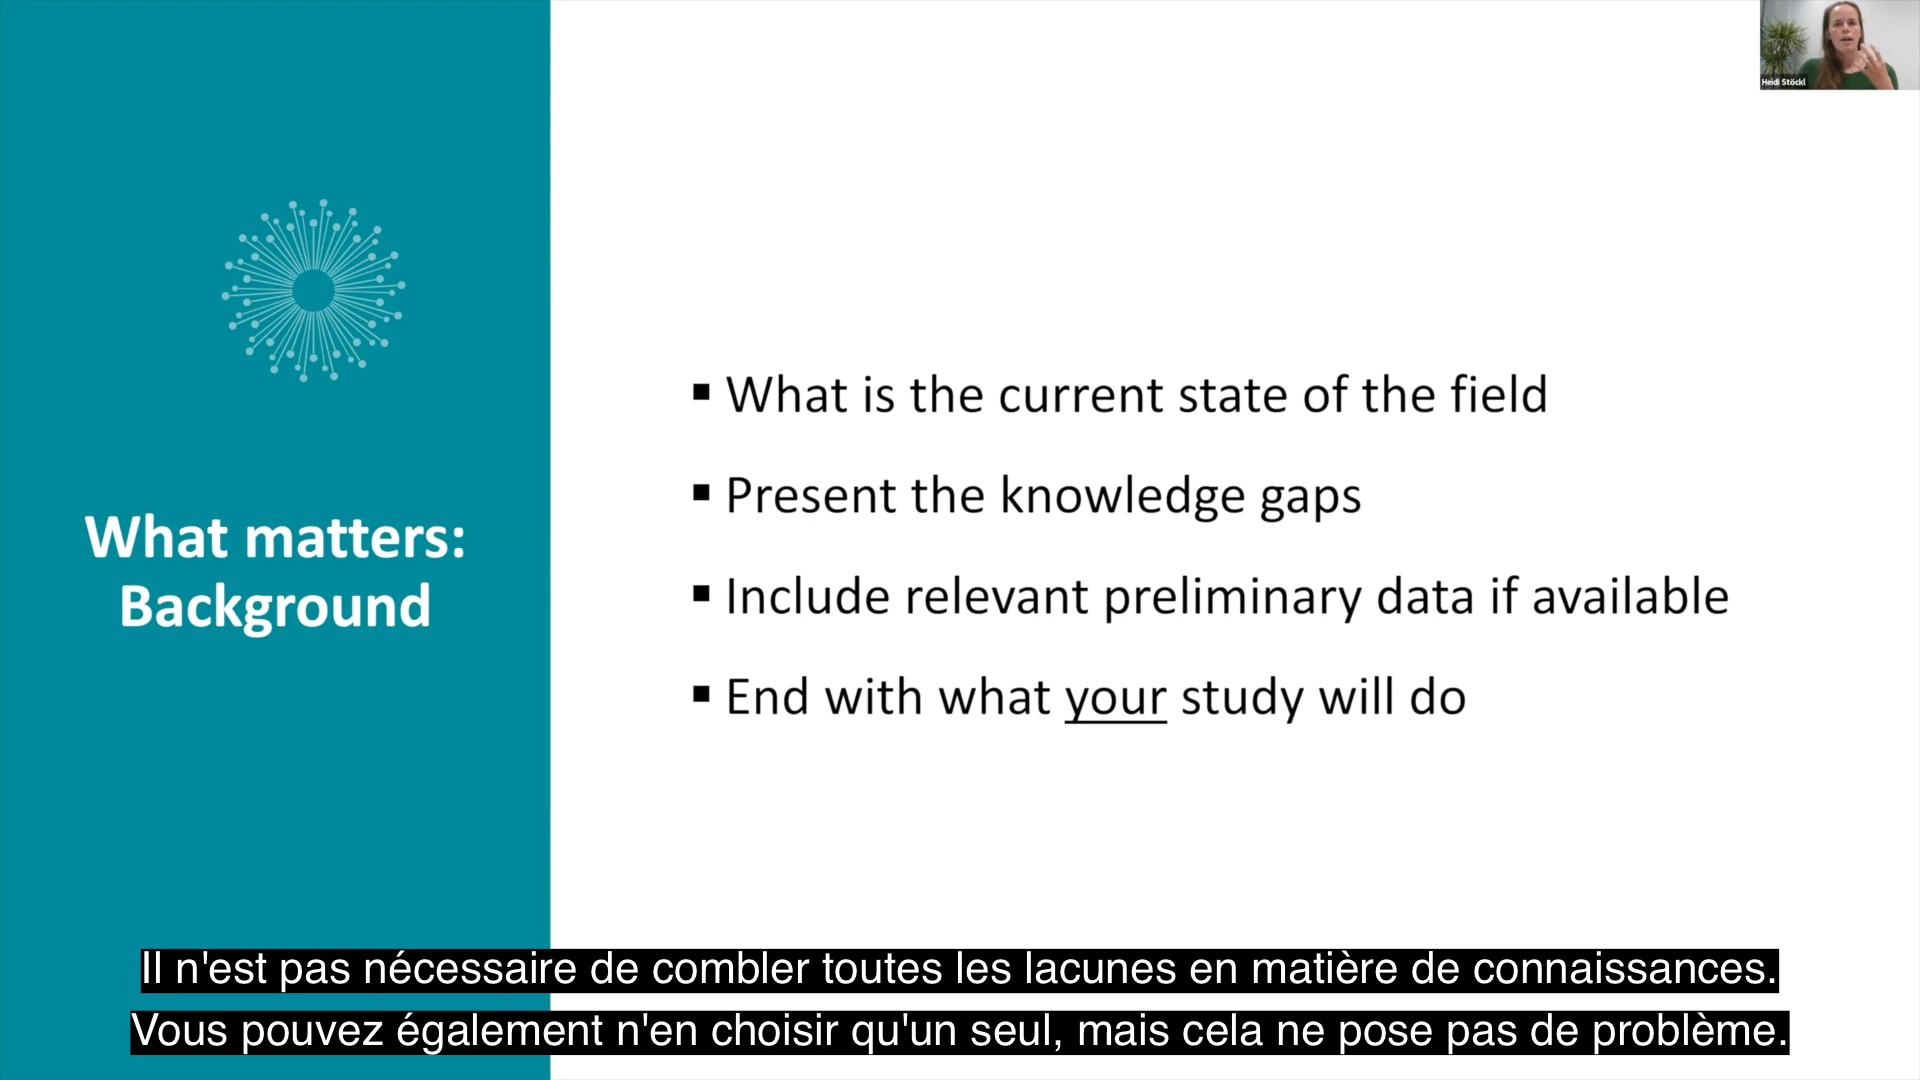 Heidi Stöckl
What matters:
Background
▪ What is the current state of the field
▪ Present the knowledge gaps
▪ Include relevant preliminary data if available
▪ End with what your study will do
Il n'est pas nécessaire de combler toutes les lacunes en matière de connaissances.
Vous pouvez également n'en choisir qu'un seul, mais cela ne pose pas de problème.